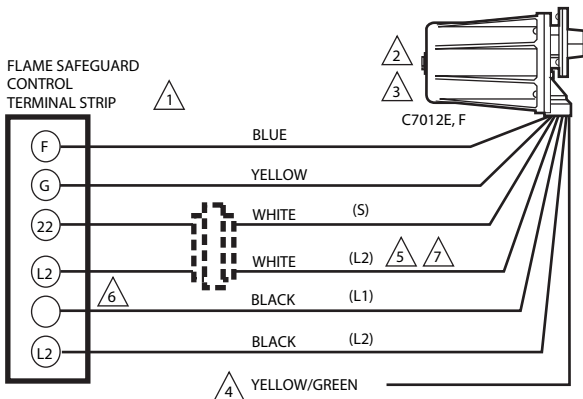 FLAME SAFEGUARD
CONTROL
TERMINAL STRIP
1
2
3
C7012E, F
F
BLUE
G
YELLOW
22
WHITE (S)
L2
WHITE (L2) 5 7
6
BLACK (L1)
L2
BLACK (L2)
4 YELLOW/GREEN